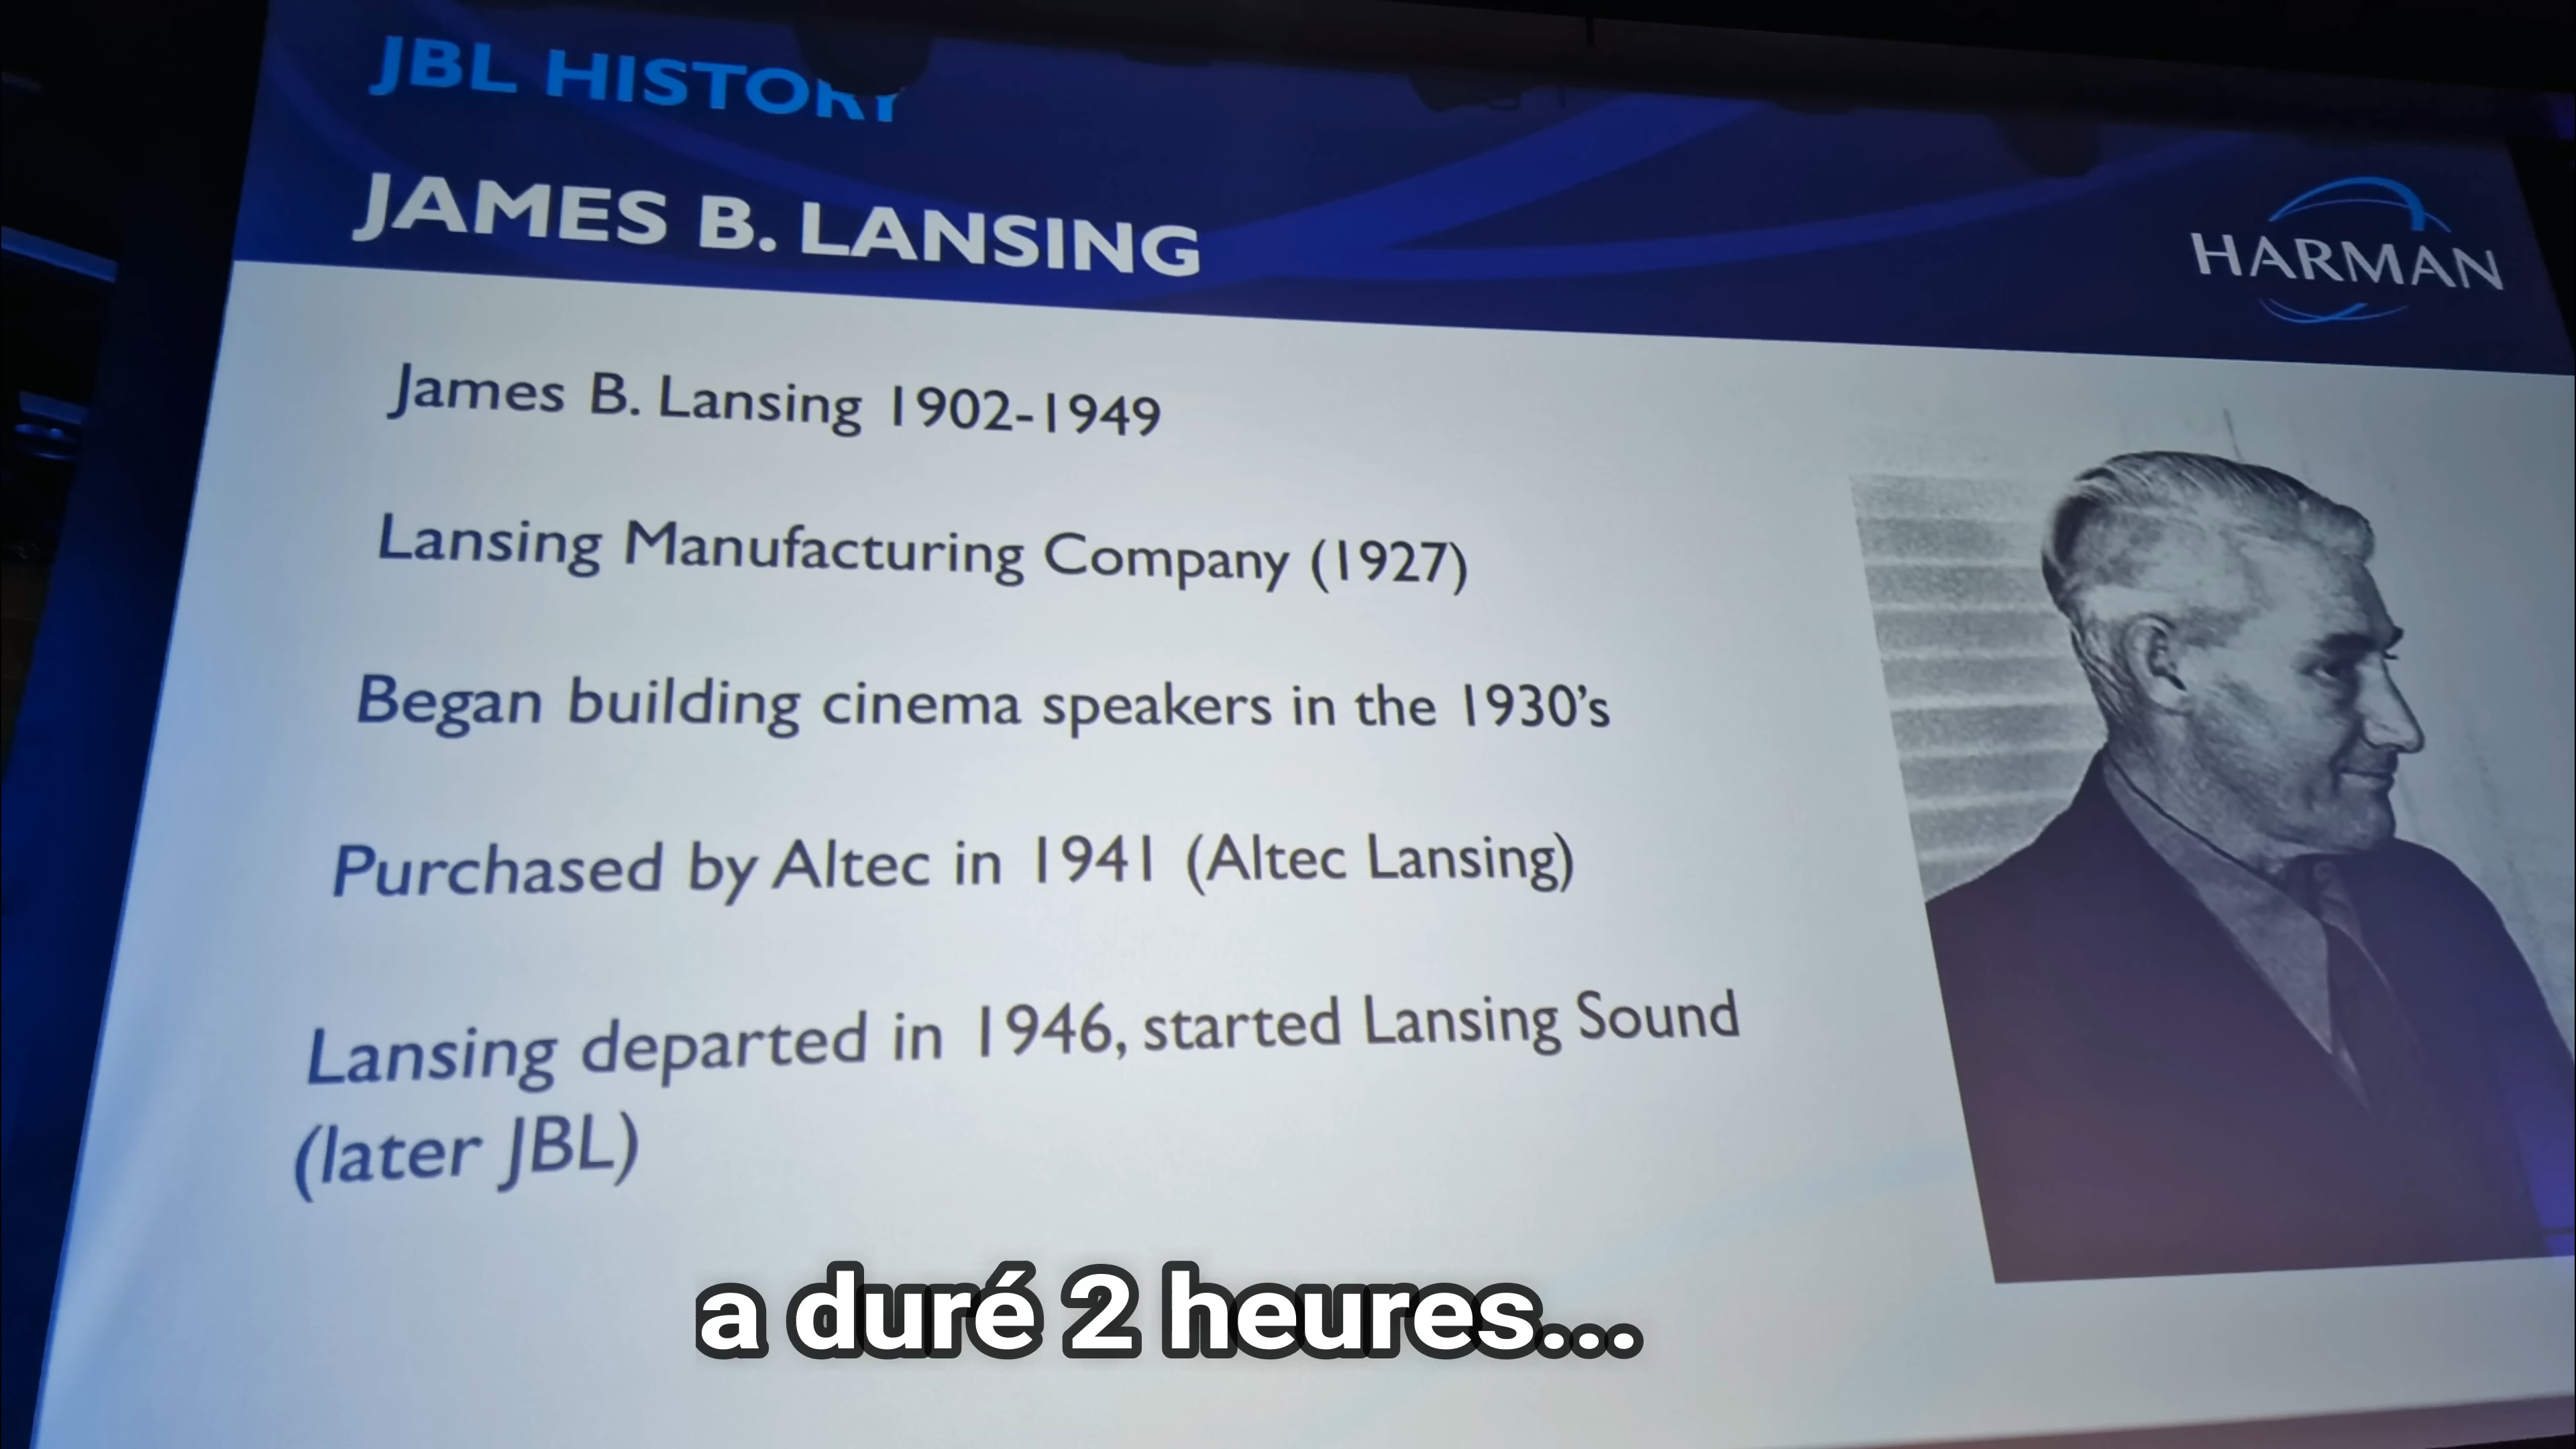 JBL HISTORY
JAMES B. LANSING
HARMAN
James B. Lansing 1902-1949
Lansing Manufacturing Company (1927)
Began building cinema speakers in the 1930’s
Purchased by Altec in 1941 (Altec Lansing)
Lansing departed in 1946, started Lansing Sound
(later JBL)
a duré 2 heures...